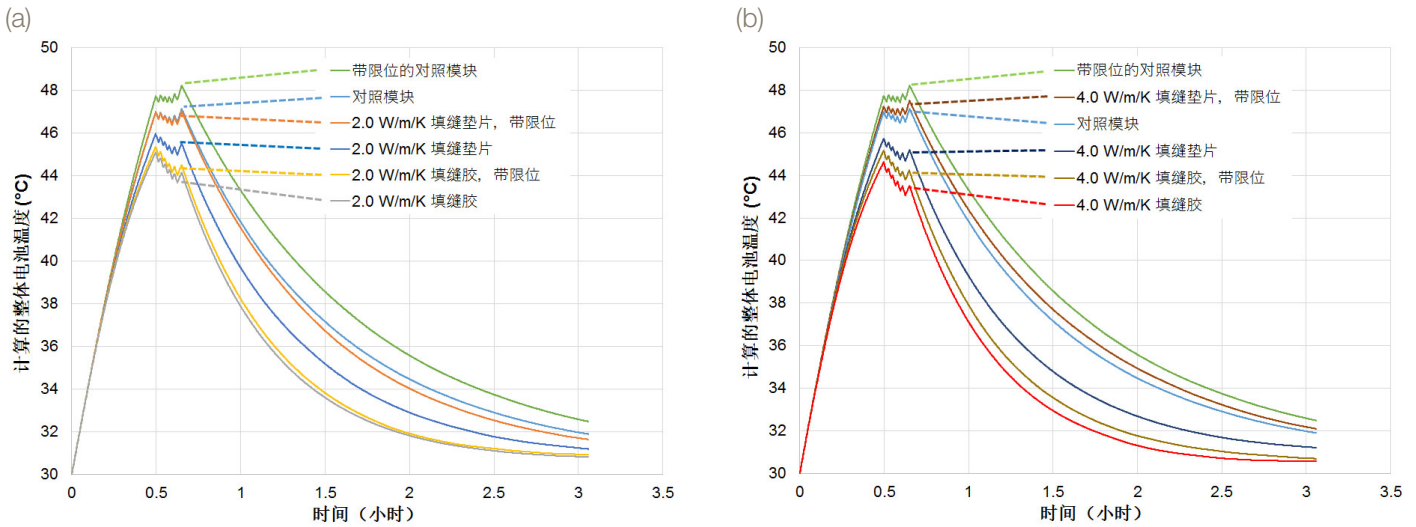 (a)
50
48
46
44
42
40
38
36
34
32
30
计算的整体电池温度 (°C)
带限位的对照模块
对照模块
2.0 W/m/K 填缝垫片，带限位
2.0 W/m/K 填缝垫片
2.0 W/m/K 填缝胶，带限位
2.0 W/m/K 填缝胶
0 0.5 1 1.5 2 2.5 3 3.5
时间（小时）
(b)
50
48
46
44
42
40
38
36
34
32
30
计算的整体电池温度 (°C)
带限位的对照模块
4.0 W/m/K 填缝垫片，带限位
对照模块
4.0 W/m/K 填缝垫片
4.0 W/m/K 填缝胶，带限位
4.0 W/m/K 填缝胶
0 0.5 1 1.5 2 2.5 3 3.5
时间（小时）